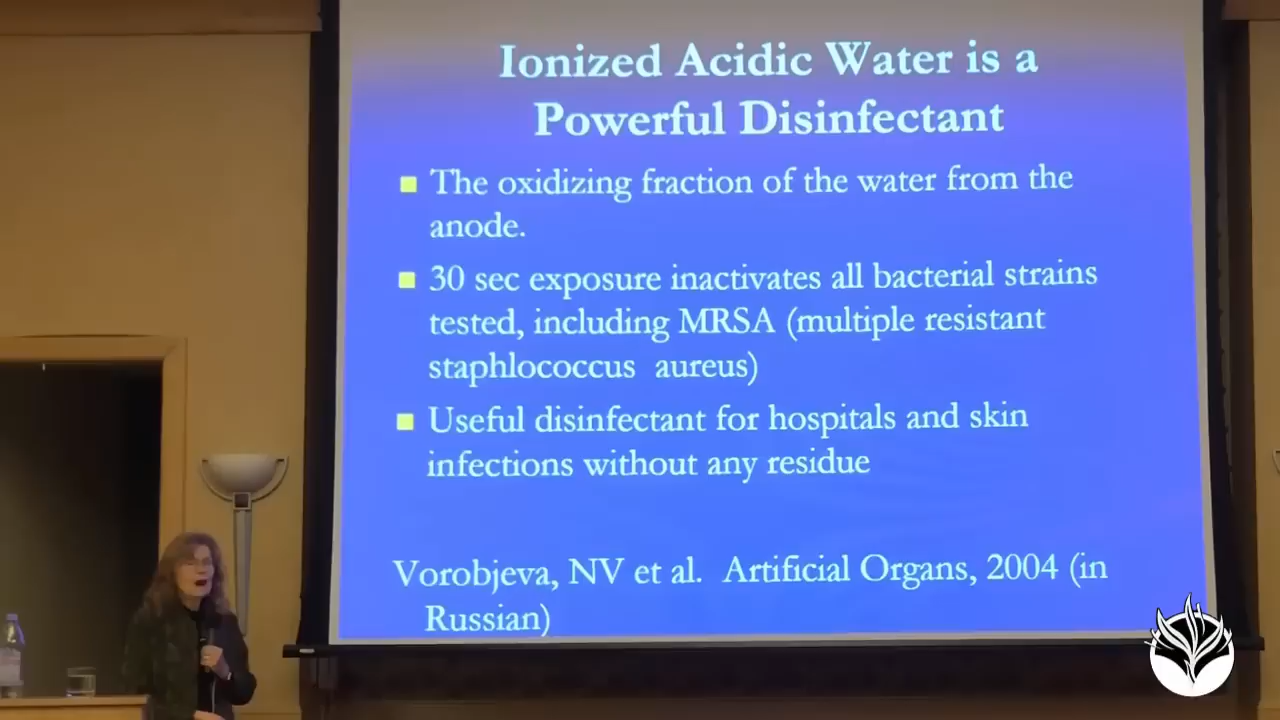 Ionized Acidic Water is a
Powerful Disinfectant
The oxidizing fraction of the water from the
anode.
30 sec exposure inactivates all bacterial strains
tested, including MRSA (multiple resistant
staphlococcus aureus)
Useful disinfectant for hospitals and skin
infections without any residue
Vorobjeva, NV et al. Artificial Organs, 2004 (in
Russian)